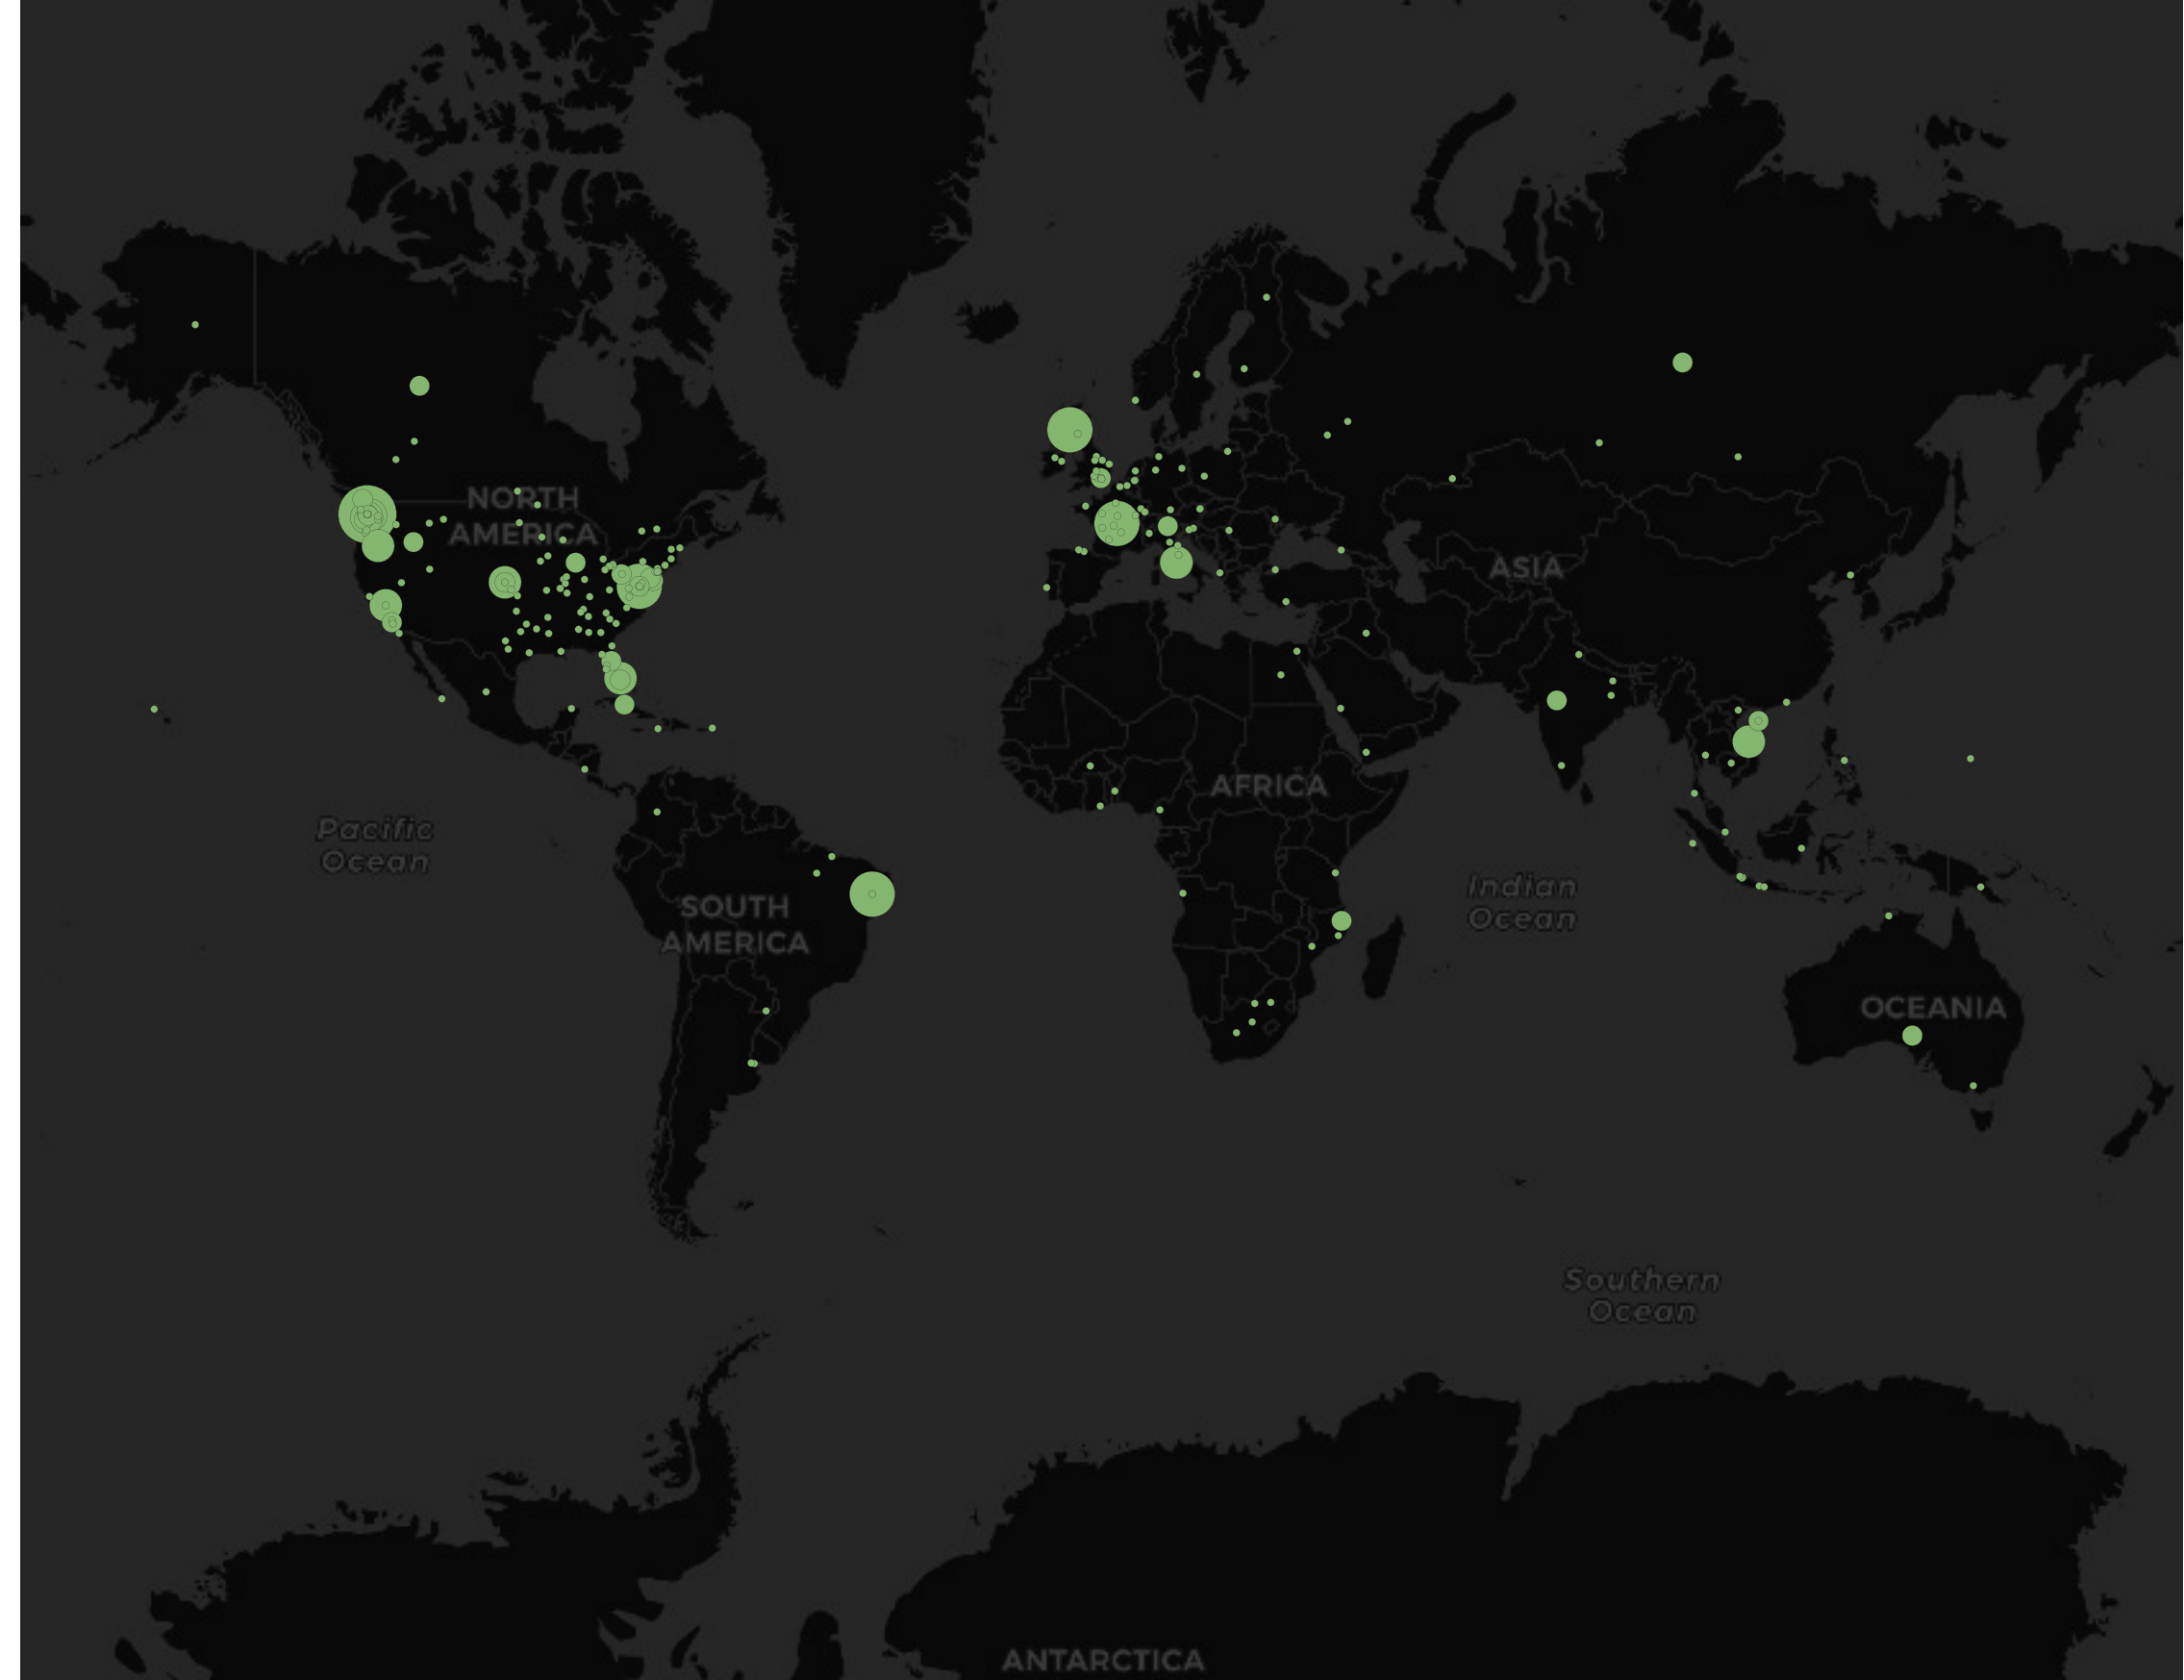 NORTH
AMERICA
ASIA
AFRICA
Pacific
Ocean
Indian
Ocean
SOUTH
AMERICA
OCEANIA
Southern
Ocean
ANTARCTICA